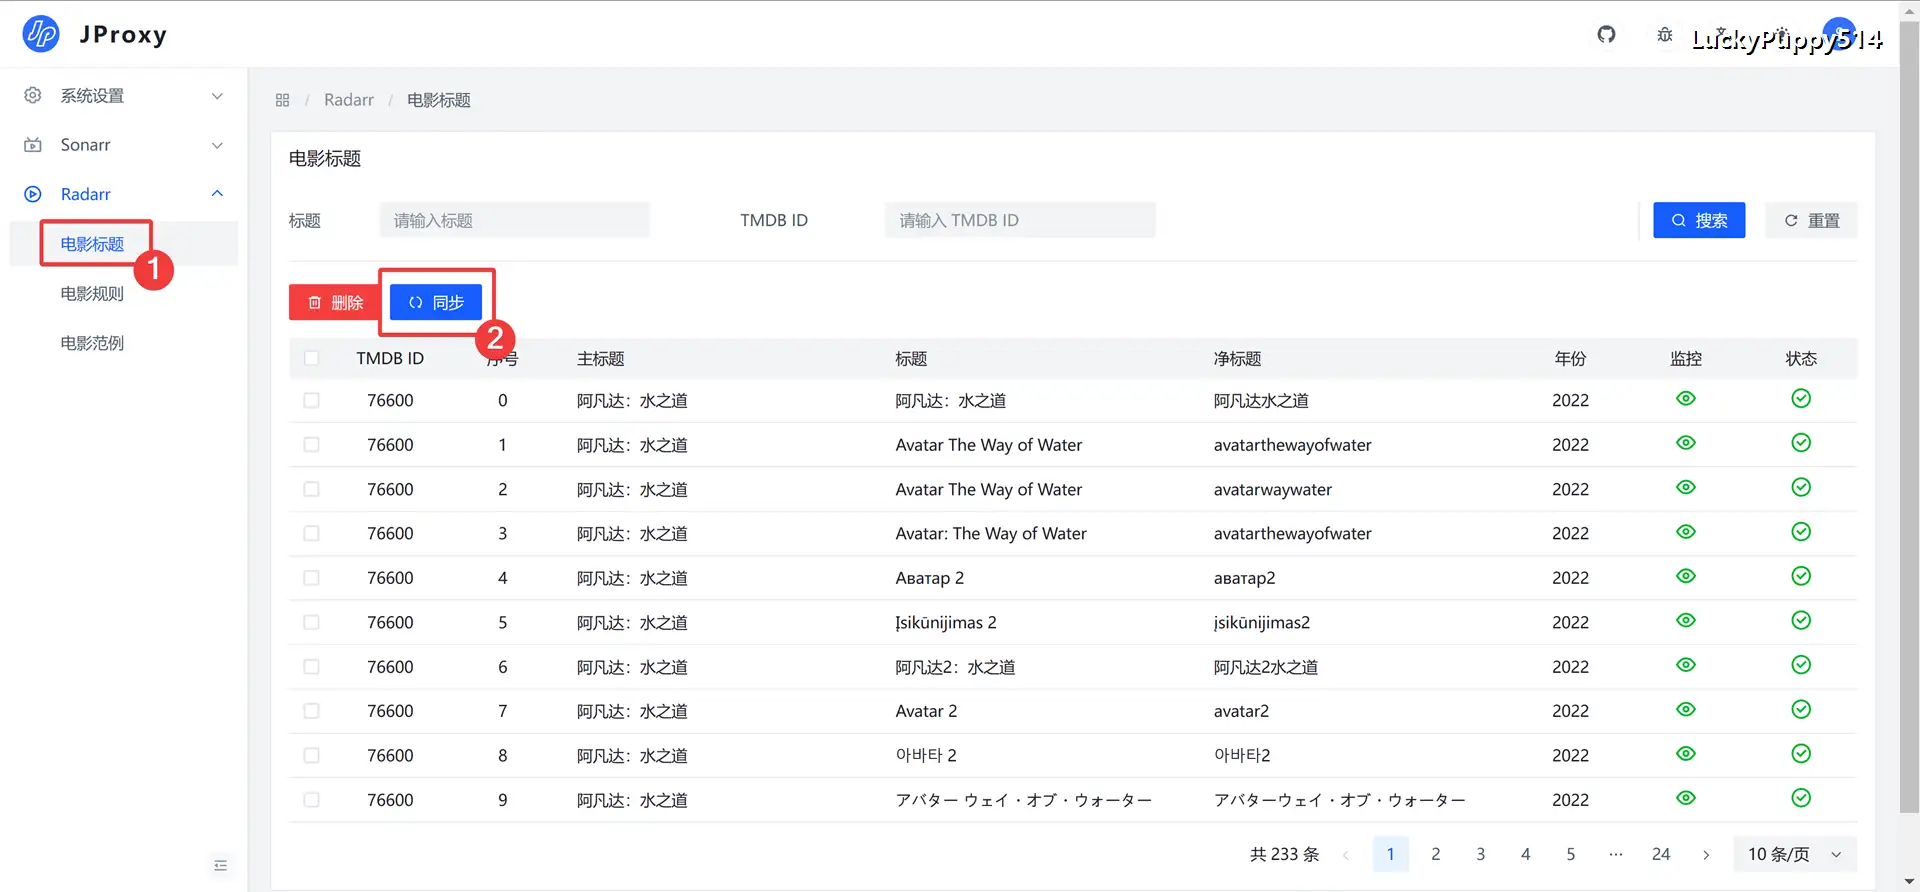 JProxy
LuckyPuppy514
系统设置
Sonarr
Radarr
电影标题
1
电影规则
电影范例
/ Radarr / 电影标题
电影标题
标题 请输入标题 TMDB ID 请输入 TMDB ID 搜索 重置
删除 同步
2
TMDB ID 序号 主标题 标题 净标题 年份 监控 状态
76600 0 阿凡达：水之道 阿凡达：水之道 阿凡达水之道 2022
76600 1 阿凡达：水之道 Avatar The Way of Water avatarthewayofwater 2022
76600 2 阿凡达：水之道 Avatar The Way of Water avatarwaywater 2022
76600 3 阿凡达：水之道 Avatar: The Way of Water avatarthewayofwater 2022
76600 4 阿凡达：水之道 Аватар 2 аватар2 2022
76600 5 阿凡达：水之道 Įsikūnijimas 2 įsikūnijimas2 2022
76600 6 阿凡达：水之道 阿凡达2：水之道 阿凡达2水之道 2022
76600 7 阿凡达：水之道 Avatar 2 avatar2 2022
76600 8 阿凡达：水之道 아바타 2 아바타2 2022
76600 9 阿凡达：水之道 アバター ウェイ・オブ・ウォーター アバターウェイ・オブ・ウォーター 2022
共 233 条 1 2 3 4 5 ··· 24 10 条/页